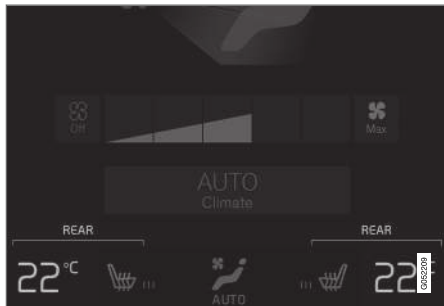 Off
Max
AUTO
Climate
REAR REAR
22°C 22°C
AUTO
G052209